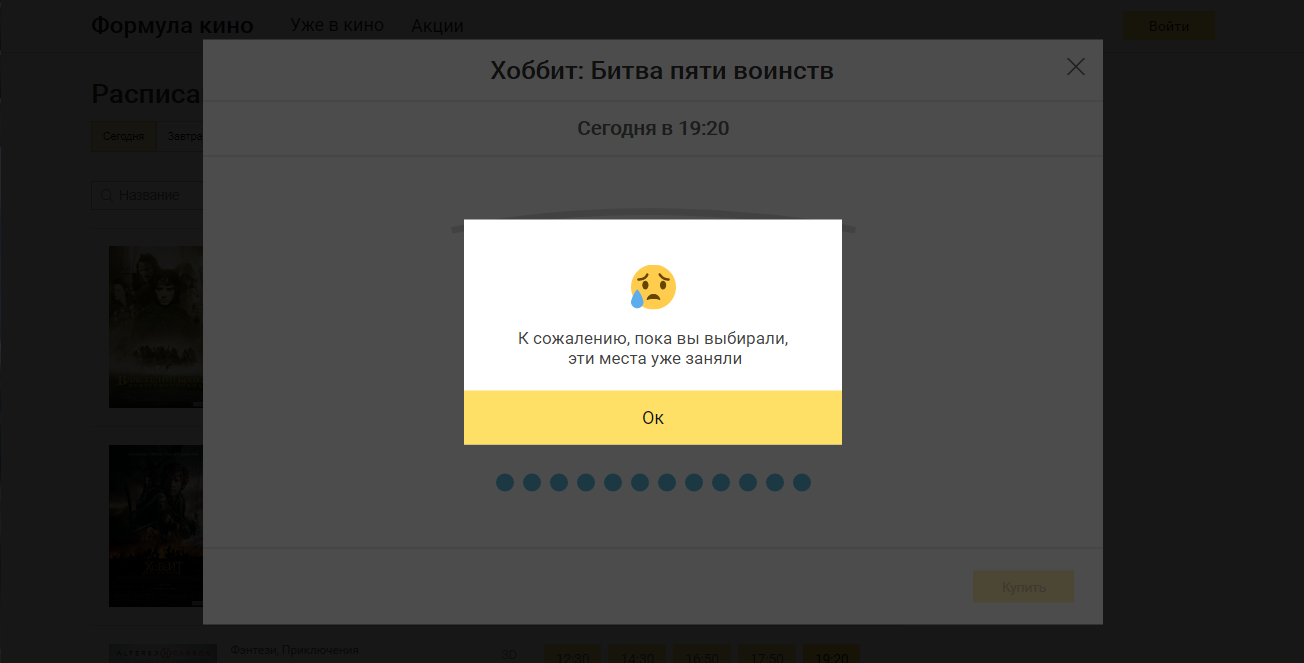 Формула кино
Уже в кино
Акции
Войти
Хоббит: Битва пяти воинств
Расписа
Сегодня в 19:20
Сегодня
Завтра
Название
К сожалению, пока вы выбирали,
эти места уже заняли
Ок
Купить
Фэнтези, Приключения
12:30
14:30
16:50
17:50
19:20